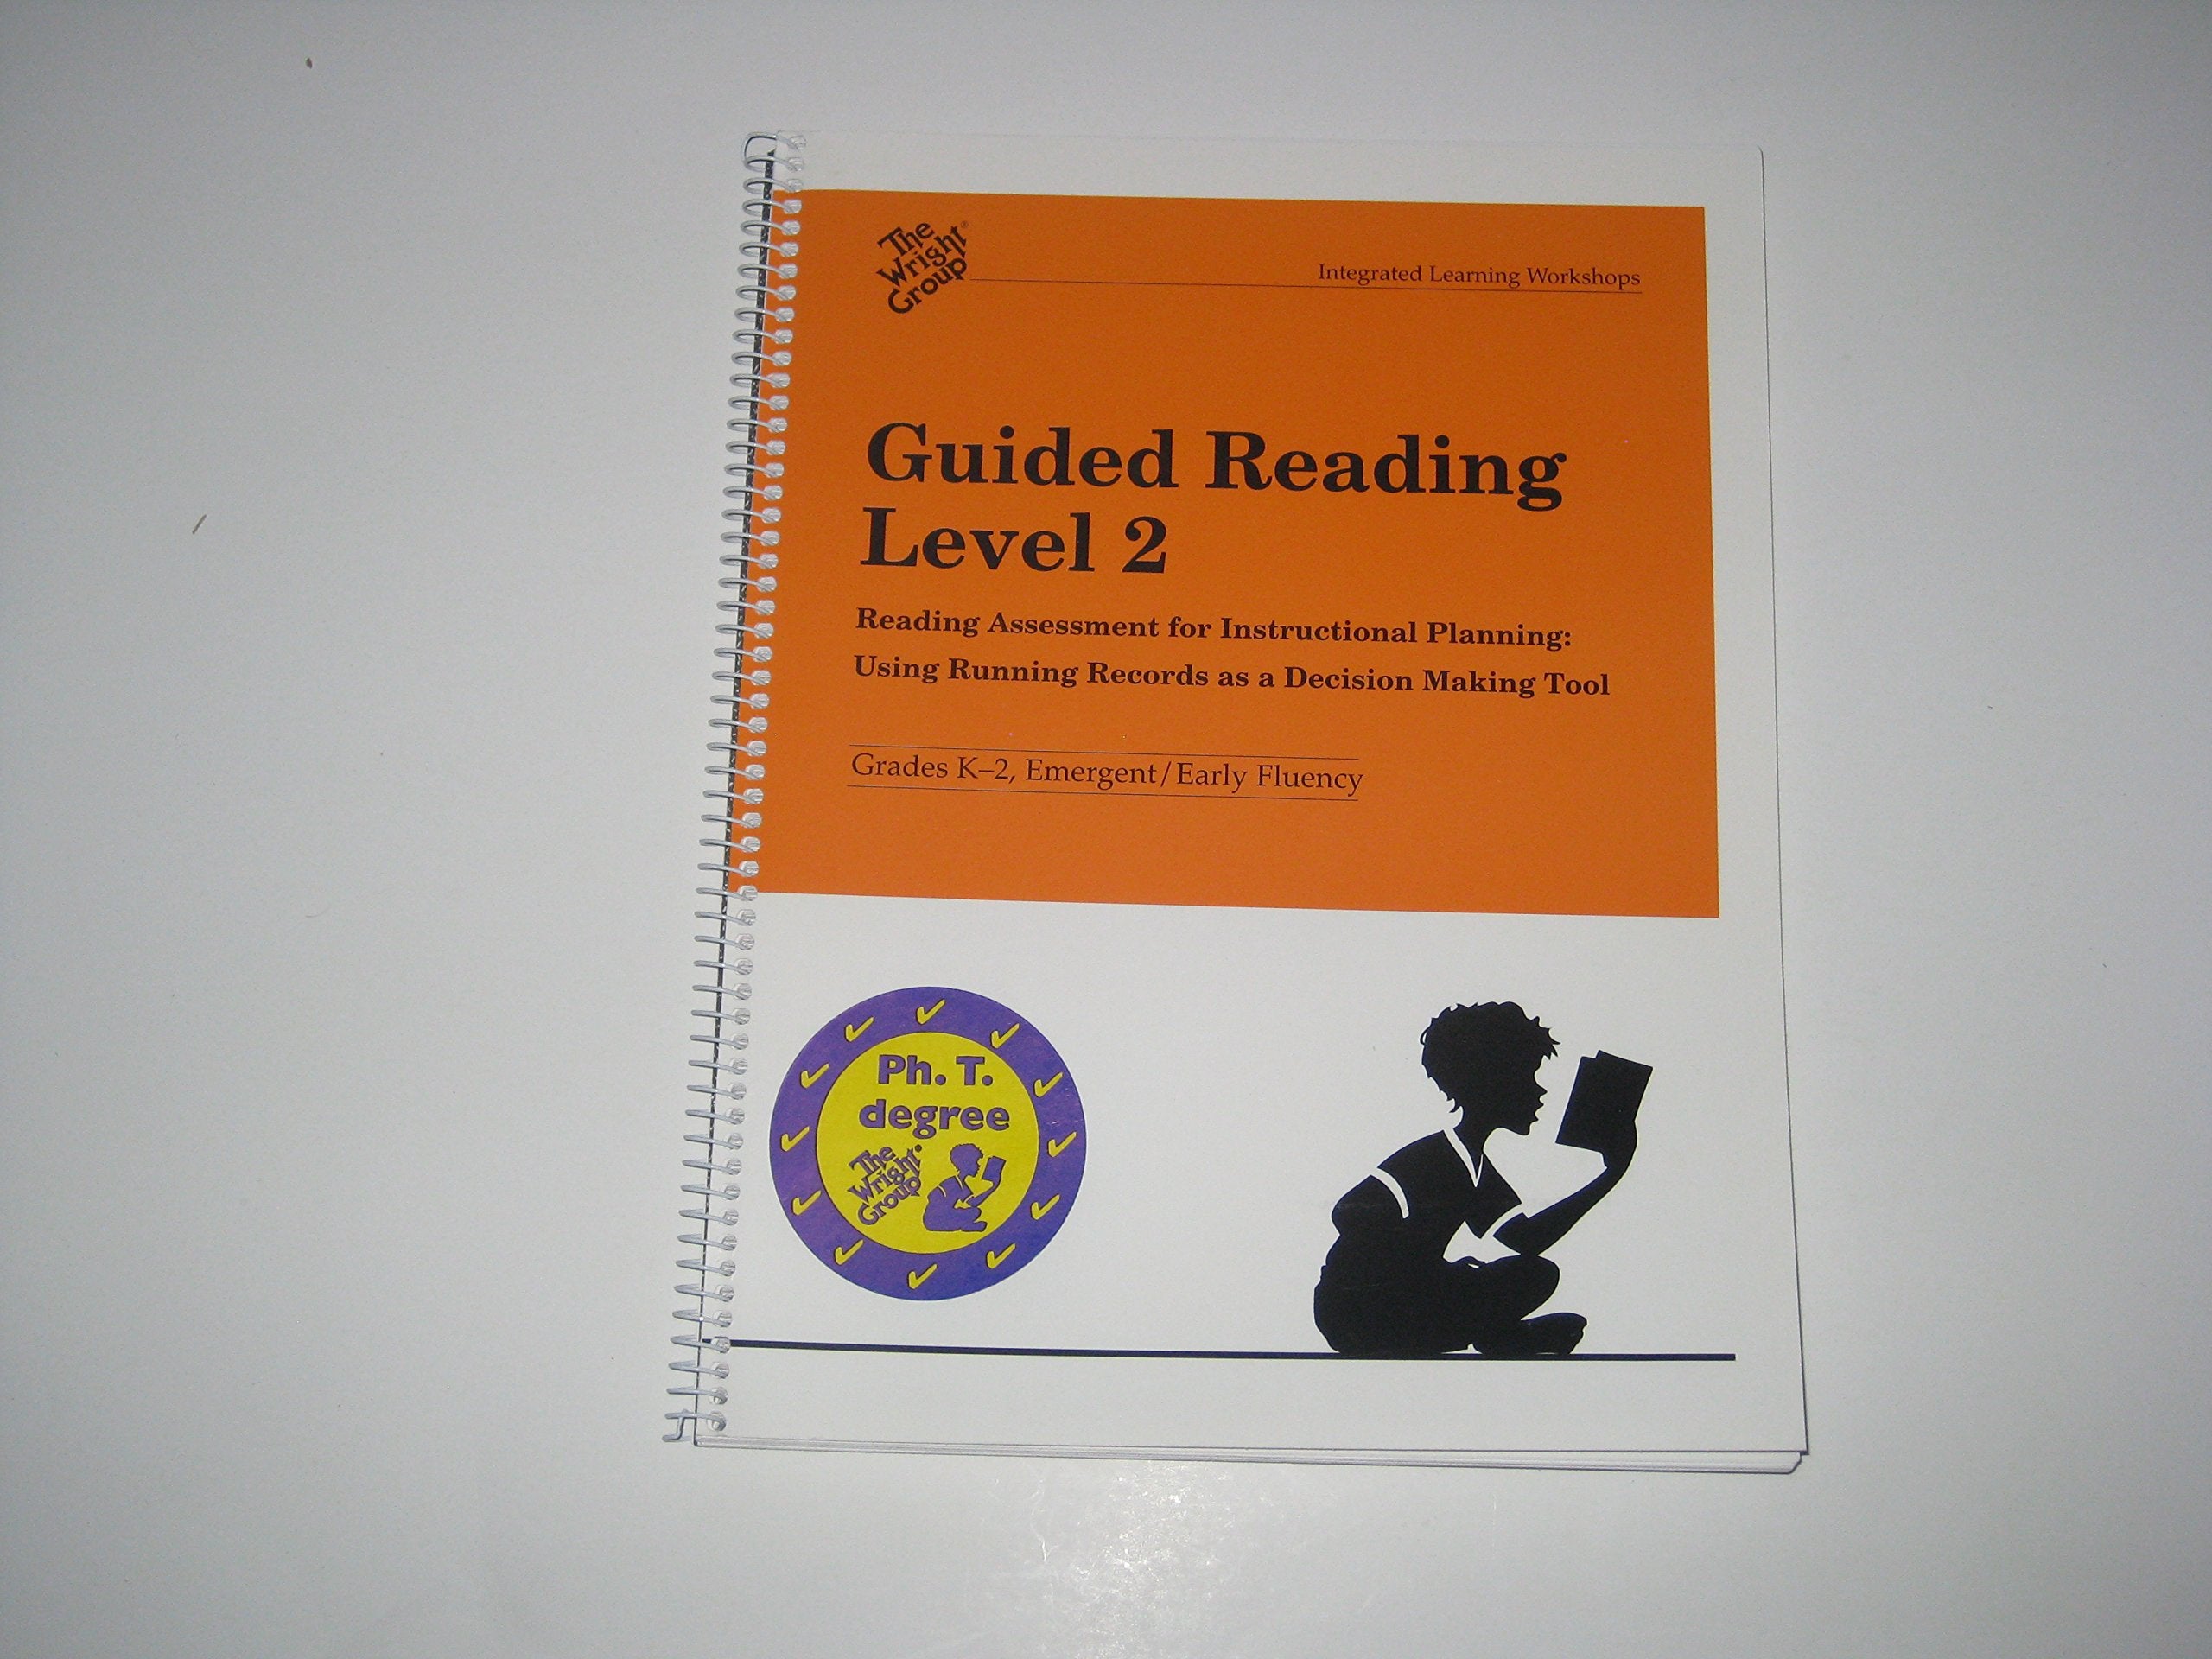 The
Wright®
Group
Integrated Learning Workshops
Guided Reading
Level 2
Reading Assessment for Instructional Planning:
Using Running Records as a Decision Making Tool
Grades K–2, Emergent/Early Fluency
Ph. T.
degree
The
Wright
Group